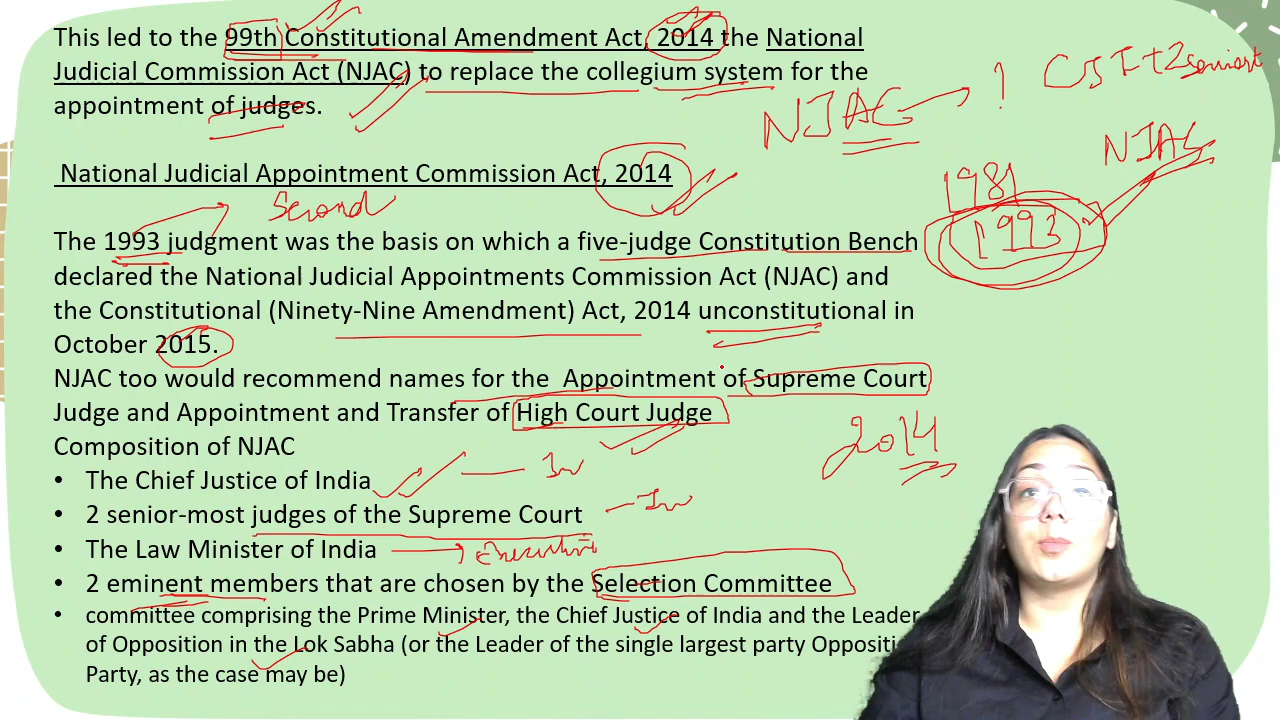 This led to the 99th Constitutional Amendment Act, 2014 the National
Judicial Commission Act (NJAC) to replace the collegium system for the
appointment of judges.
NJAC ?
CJI+2 seniormost
NJAC
National Judicial Appointment Commission Act, 2014
Second
1981
1993
The 1993 judgment was the basis on which a five-judge Constitution Bench
declared the National Judicial Appointments Commission Act (NJAC) and
the Constitutional (Ninety-Nine Amendment) Act, 2014 unconstitutional in
October 2015.
NJAC too would recommend names for the Appointment of Supreme Court
Judge and Appointment and Transfer of High Court Judge
2014
Composition of NJAC
• The Chief Justice of India
• 2 senior-most judges of the Supreme Court
• The Law Minister of India Executive
• 2 eminent members that are chosen by the Selection Committee
• committee comprising the Prime Minister, the Chief Justice of India and the Leader
of Opposition in the Lok Sabha (or the Leader of the single largest party
Party, as the case may be)